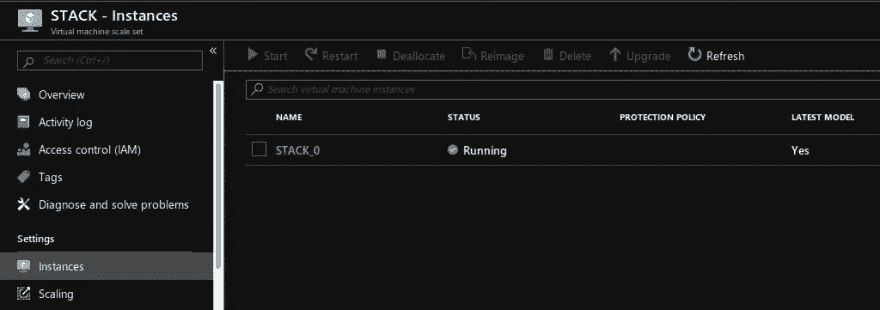 STACK - Instances
Virtual machine scale set
Search (Ctrl+/)
«
Overview
Activity log
Access control (IAM)
Tags
Diagnose and solve problems
Settings
Instances
Scaling
Start Restart Deallocate Reimage Delete Upgrade Refresh
Search virtual machine instances
NAME STATUS PROTECTION POLICY LATEST MODEL
STACK_0 Running Yes